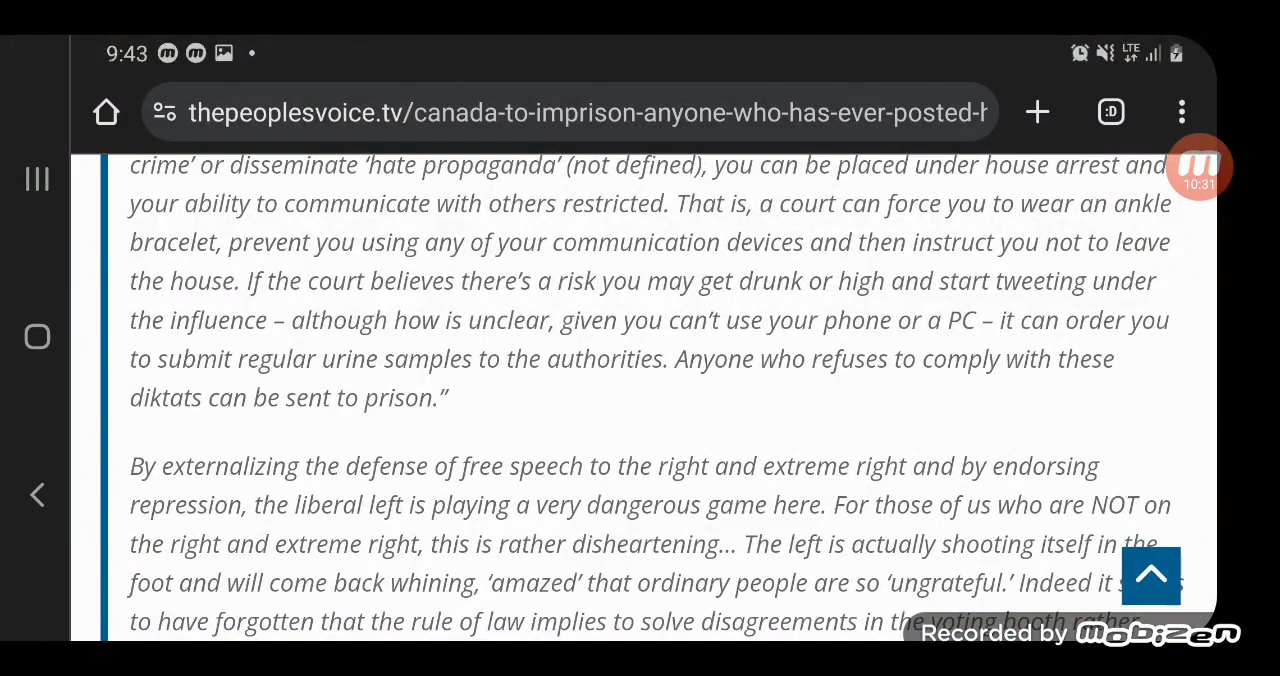 9:43
LTE
thepeoplesvoice.tv/canada-to-imprison-anyone-who-has-ever-posted-h
:D
10:31
crime’ or disseminate ‘hate propaganda’ (not defined), you can be placed under house arrest and
your ability to communicate with others restricted. That is, a court can force you to wear an ankle
bracelet, prevent you using any of your communication devices and then instruct you not to leave
the house. If the court believes there’s a risk you may get drunk or high and start tweeting under
the influence – although how is unclear, given you can’t use your phone or a PC – it can order you
to submit regular urine samples to the authorities. Anyone who refuses to comply with these
diktats can be sent to prison.”
By externalizing the defense of free speech to the right and extreme right and by endorsing
repression, the liberal left is playing a very dangerous game here. For those of us who are NOT on
the right and extreme right, this is rather disheartening… The left is actually shooting itself in the
foot and will come back whining, ‘amazed’ that ordinary people are so ‘ungrateful.’ Indeed it
to have forgotten that the rule of law implies to solve disagreements in the voting booth rather
Recorded by mobizen